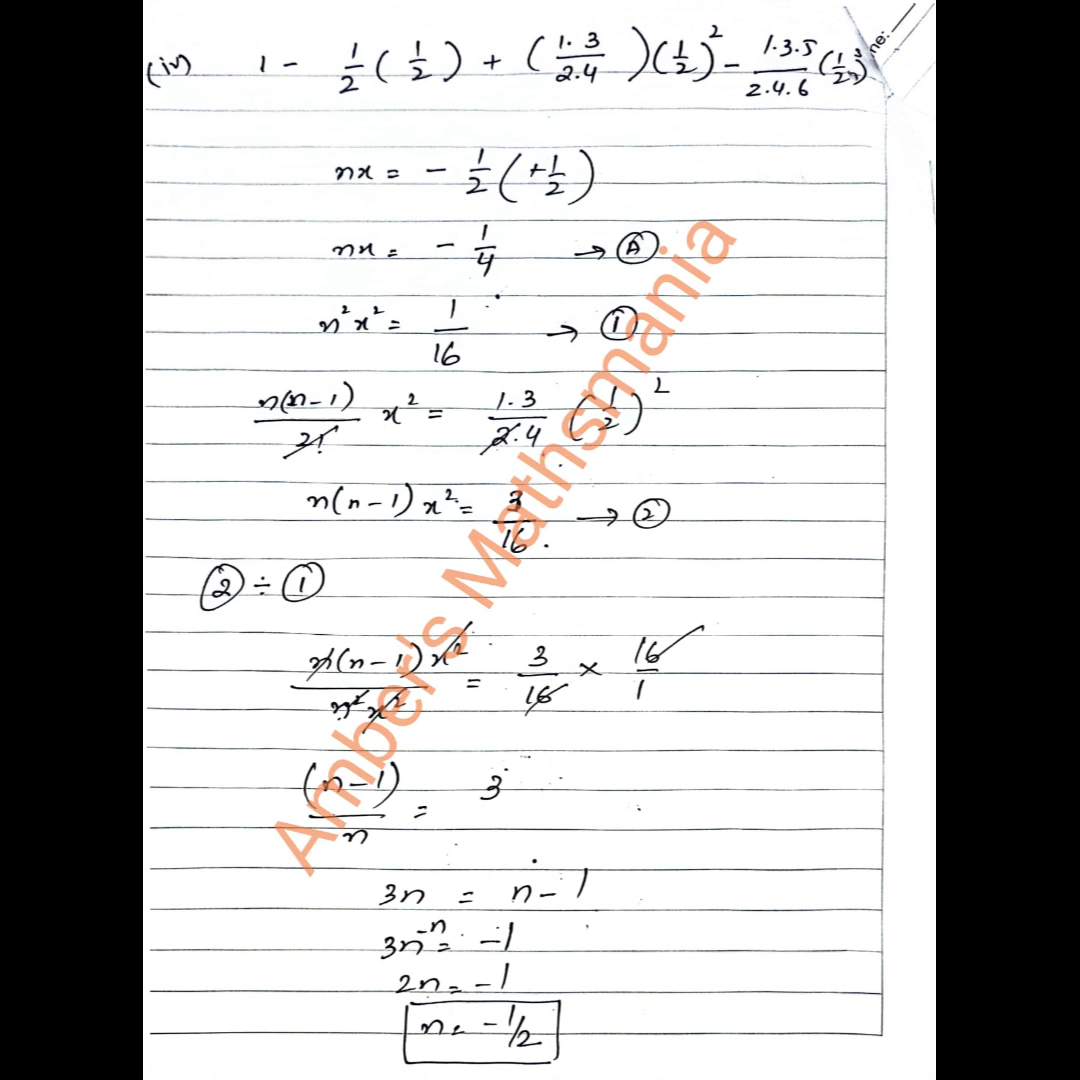 (iv) 1 - 1/2 (1/2) + (1.3/2.4)(1/2)² - 1.3.5/2.4.6 (1/2)³
ne:
nx = - 1/2 (+1/2)
nx = - 1/4 → Ⓐ
n²x² = 1/16 → ①
n(n-1)/2! x² = 1.3/2.4 (1/2)²
n(n-1) x² = 3/16 → ②
② ÷ ①
n(n-1)x²/n²x² = 3/16 × 16/1
(n-1)/n = 3
3n = n-1
3n-n = -1
2n = -1
n = -1/2
Amber's Mathsmania